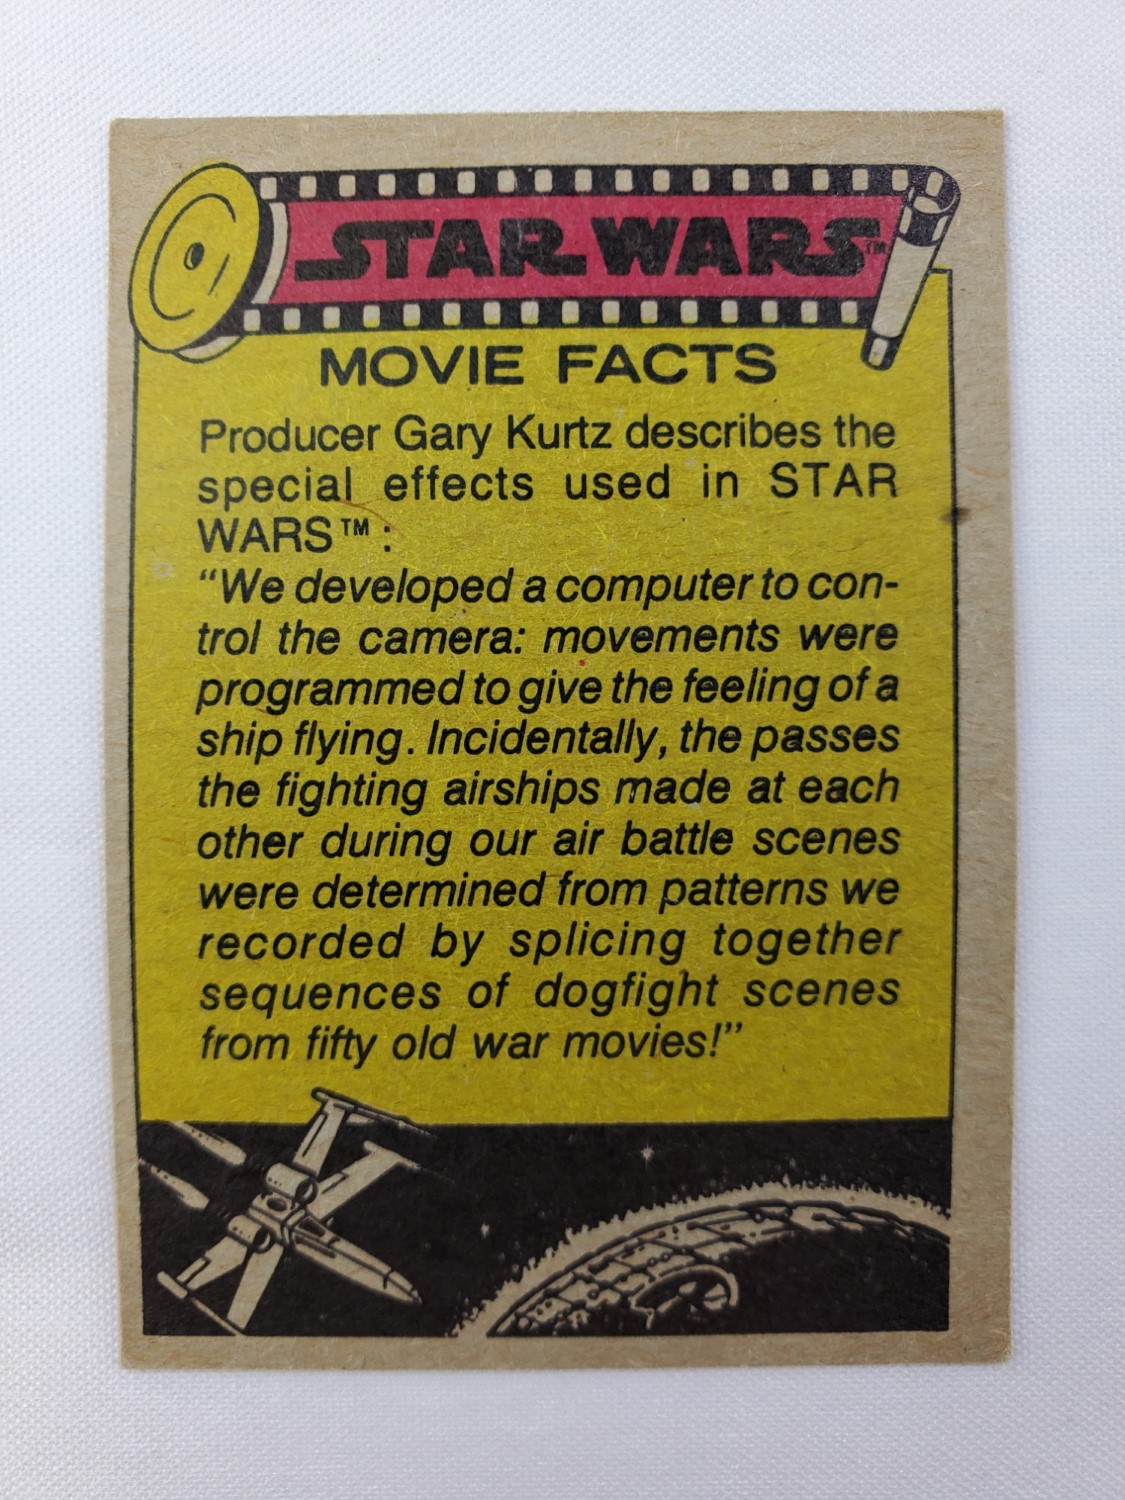 STAR WARS™
MOVIE FACTS
Producer Gary Kurtz describes the
special effects used in STAR
WARS™:
“We developed a computer to con-
trol the camera: movements were
programmed to give the feeling of a
ship flying. Incidentally, the passes
the fighting airships made at each
other during our air battle scenes
were determined from patterns we
recorded by splicing together
sequences of dogfight scenes
from fifty old war movies!”